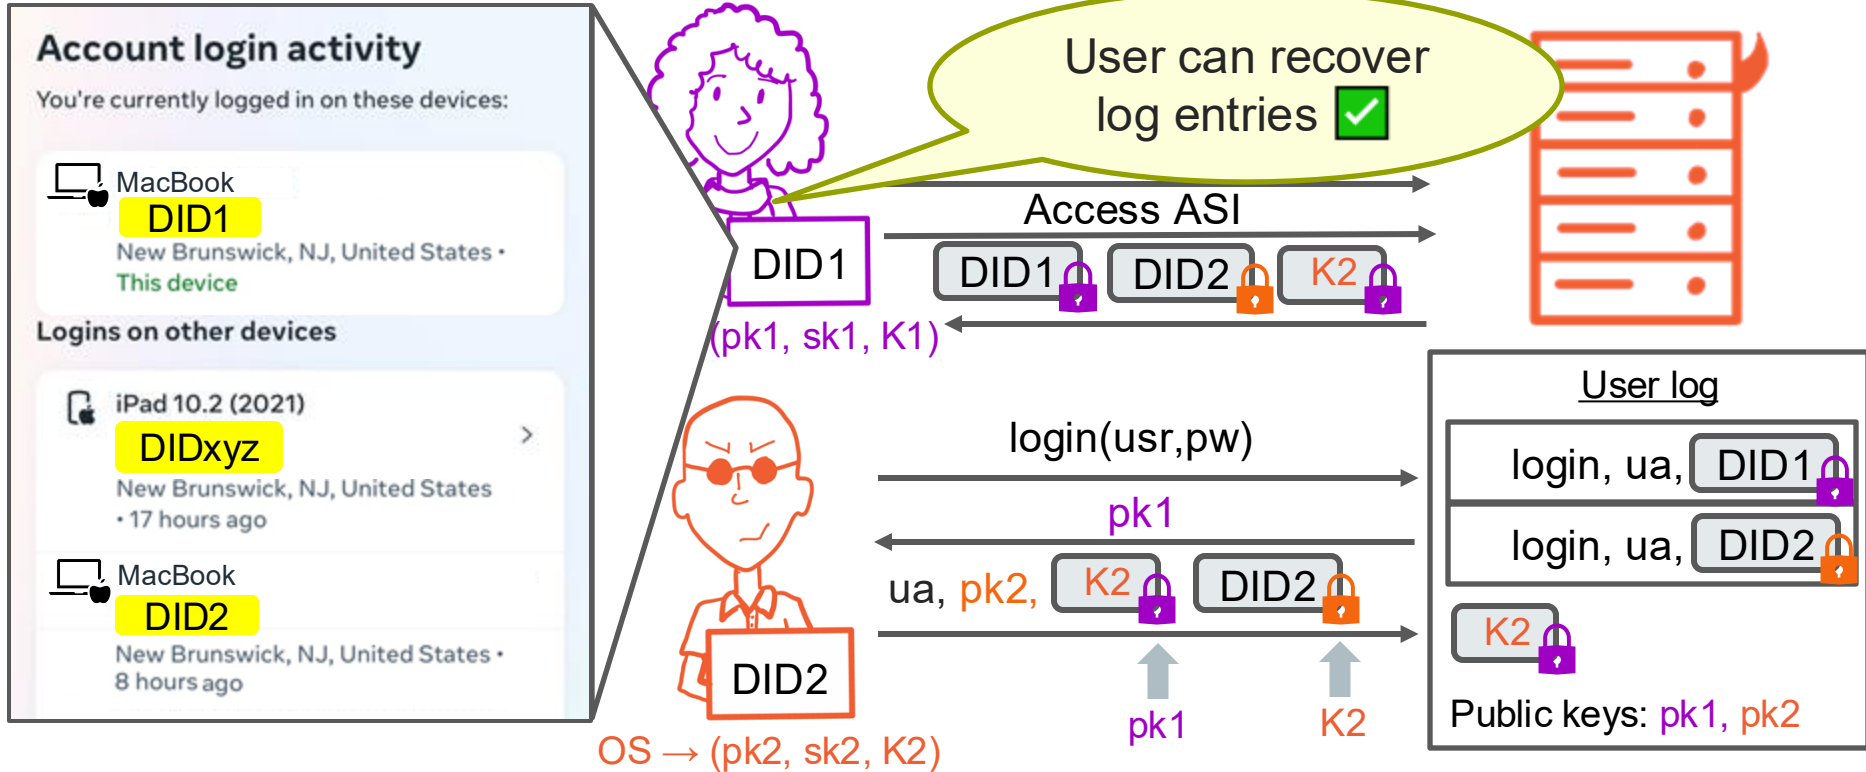 Account login activity
You're currently logged in on these devices:
MacBook
DID1
New Brunswick, NJ, United States •
This device
Logins on other devices
iPad 10.2 (2021)
DIDxyz
New Brunswick, NJ, United States
• 17 hours ago
MacBook
DID2
New Brunswick, NJ, United States •
8 hours ago
User can recover
log entries ✅
DID1
(pk1, sk1, K1)
Access ASI
DID1 DID2 K2
DID2
OS → (pk2, sk2, K2)
login(usr,pw)
pk1
ua, pk2, K2 DID2
pk1 K2
User log
login, ua, DID1
login, ua, DID2
K2
Public keys: pk1, pk2